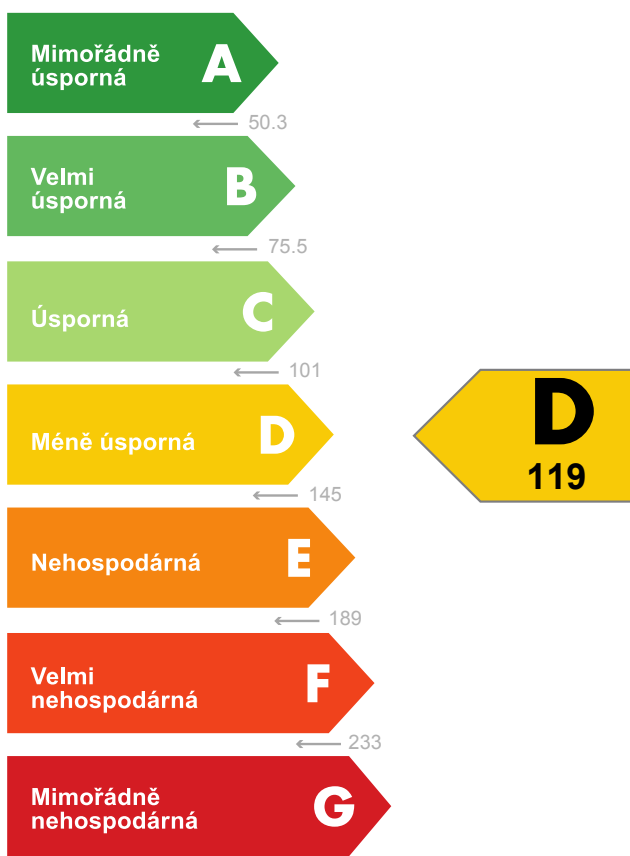 Mimořádně
úsporná
A
50.3
Velmi
úsporná
B
75.5
Úsporná
C
101
Méně úsporná
D
D
119
145
Nehospodárná
E
189
Velmi
nehospodárná
F
233
Mimořádně
nehospodárná
G